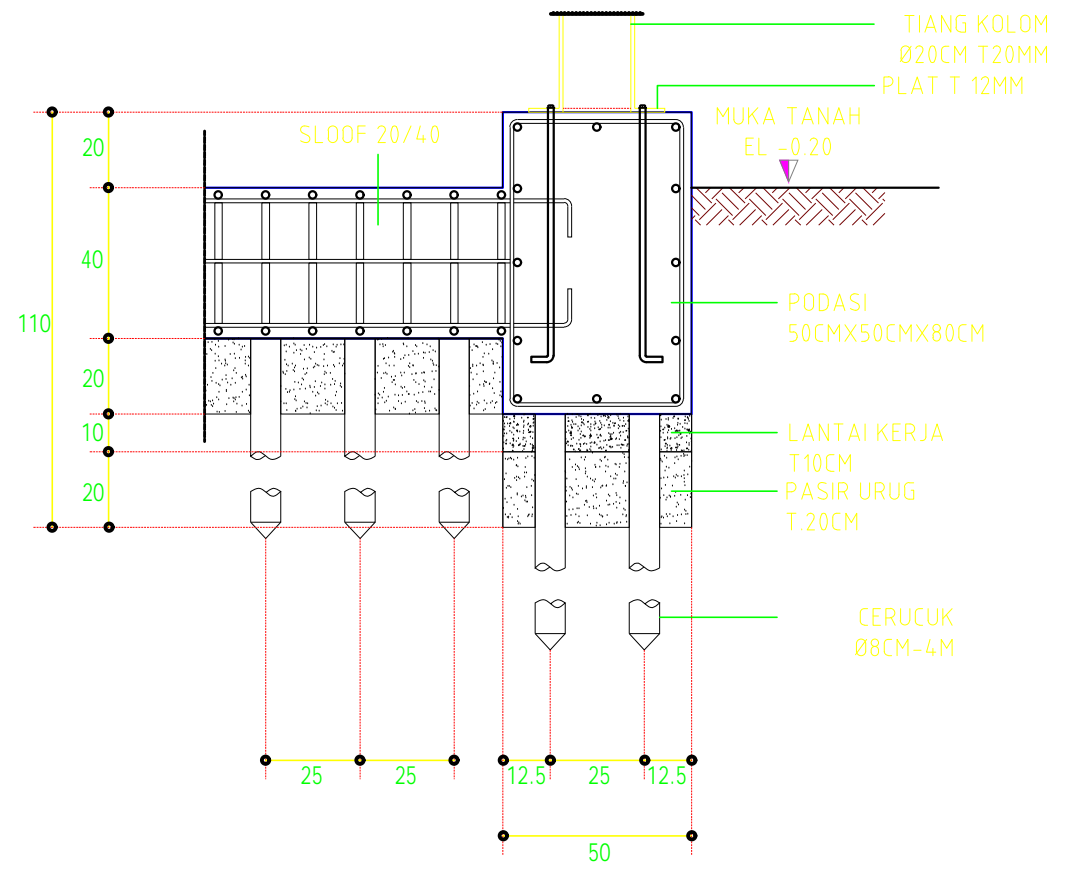 TIANG KOLOM
Ø20CM T20MM
PLAT T 12MM
MUKA TANAH
EL -0.20
SLOOF 20/40
20
40
110
20
10
20
PODASI
50CMX50CMX80CM
LANTAI KERJA
T10CM
PASIR URUG
T.20CM
CERUCUK
Ø8CM-4M
25
25
12.5
25
12.5
50